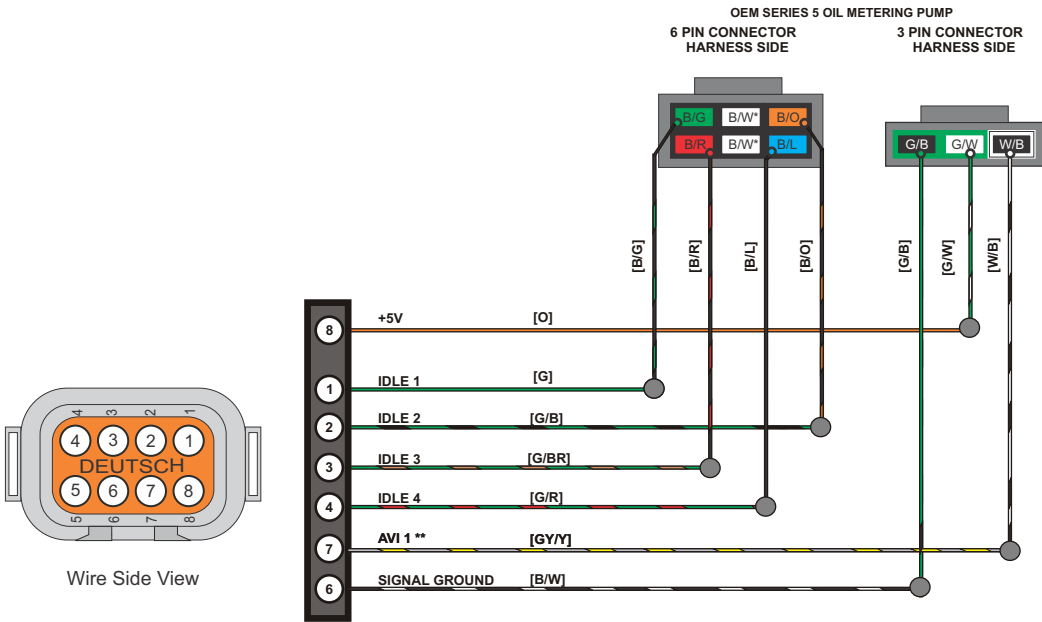 OEM SERIES 5 OIL METERING PUMP
6 PIN CONNECTOR
HARNESS SIDE
3 PIN CONNECTOR
HARNESS SIDE
B/G B/W* B/O
B/R B/W* B/L
G/B G/W W/B
[B/G] [B/R] [B/L] [B/O]
[G/B] [G/W] [W/B]
8 +5V [O]
1 IDLE 1 [G]
2 IDLE 2 [G/B]
3 IDLE 3 [G/BR]
4 IDLE 4 [G/R]
7 AVI 1 ** [GY/Y]
6 SIGNAL GROUND [B/W]
4 3 2 1
4 3 2 1
DEUTSCH
5 6 7 8
5 6 7 8
Wire Side View